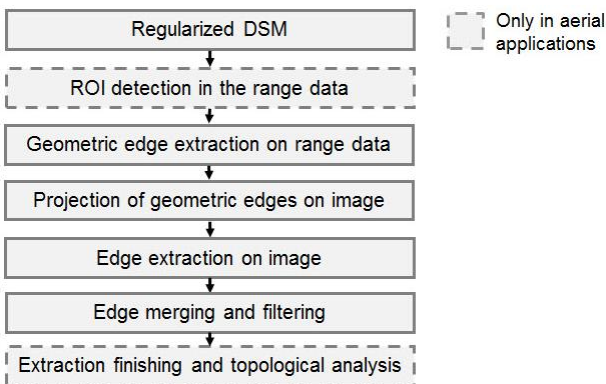 Regularized DSM
Only in aerial
applications
ROI detection in the range data
Geometric edge extraction on range data
Projection of geometric edges on image
Edge extraction on image
Edge merging and filtering
Extraction finishing and topological analysis